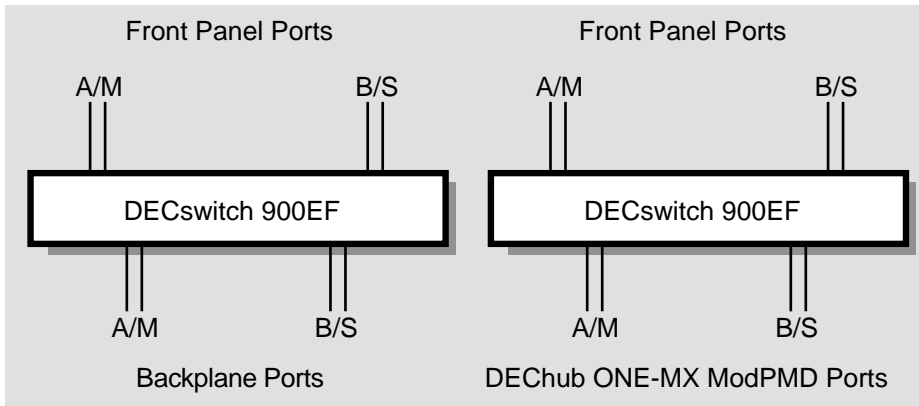 Front Panel Ports
A/M B/S
DECswitch 900EF
A/M B/S
Backplane Ports
Front Panel Ports
A/M B/S
DECswitch 900EF
A/M B/S
DEChub ONE-MX ModPMD Ports